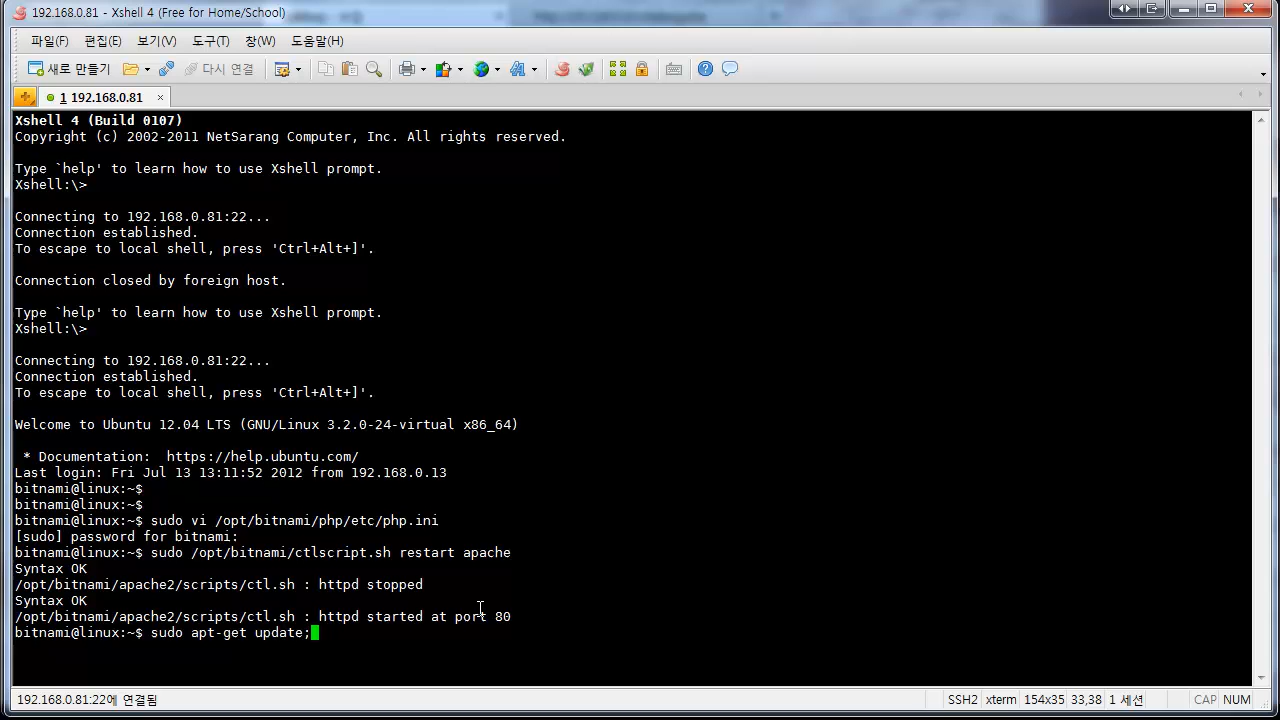 192.168.0.81 - Xshell 4 (Free for Home/School)
파일(F) 편집(E) 보기(V) 도구(T) 창(W) 도움말(H)
새로 만들기 다시 연결
1 192.168.0.81
Xshell 4 (Build 0107)
Copyright (c) 2002-2011 NetSarang Computer, Inc. All rights reserved.
Type `help' to learn how to use Xshell prompt.
Xshell:\>
Connecting to 192.168.0.81:22...
Connection established.
To escape to local shell, press 'Ctrl+Alt+]'.
Connection closed by foreign host.
Type `help' to learn how to use Xshell prompt.
Xshell:\>
Connecting to 192.168.0.81:22...
Connection established.
To escape to local shell, press 'Ctrl+Alt+]'.
Welcome to Ubuntu 12.04 LTS (GNU/Linux 3.2.0-24-virtual x86_64)
* Documentation:  https://help.ubuntu.com/
Last login: Fri Jul 13 13:11:52 2012 from 192.168.0.13
bitnami@linux:~$
bitnami@linux:~$
bitnami@linux:~$ sudo vi /opt/bitnami/php/etc/php.ini
[sudo] password for bitnami:
bitnami@linux:~$ sudo /opt/bitnami/ctlscript.sh restart apache
Syntax OK
/opt/bitnami/apache2/scripts/ctl.sh : httpd stopped
Syntax OK
/opt/bitnami/apache2/scripts/ctl.sh : httpd started at port 80
bitnami@linux:~$ sudo apt-get update;
192.168.0.81:22에 연결됨 SSH2 xterm 154x35 33,38 1 세션 CAP NUM